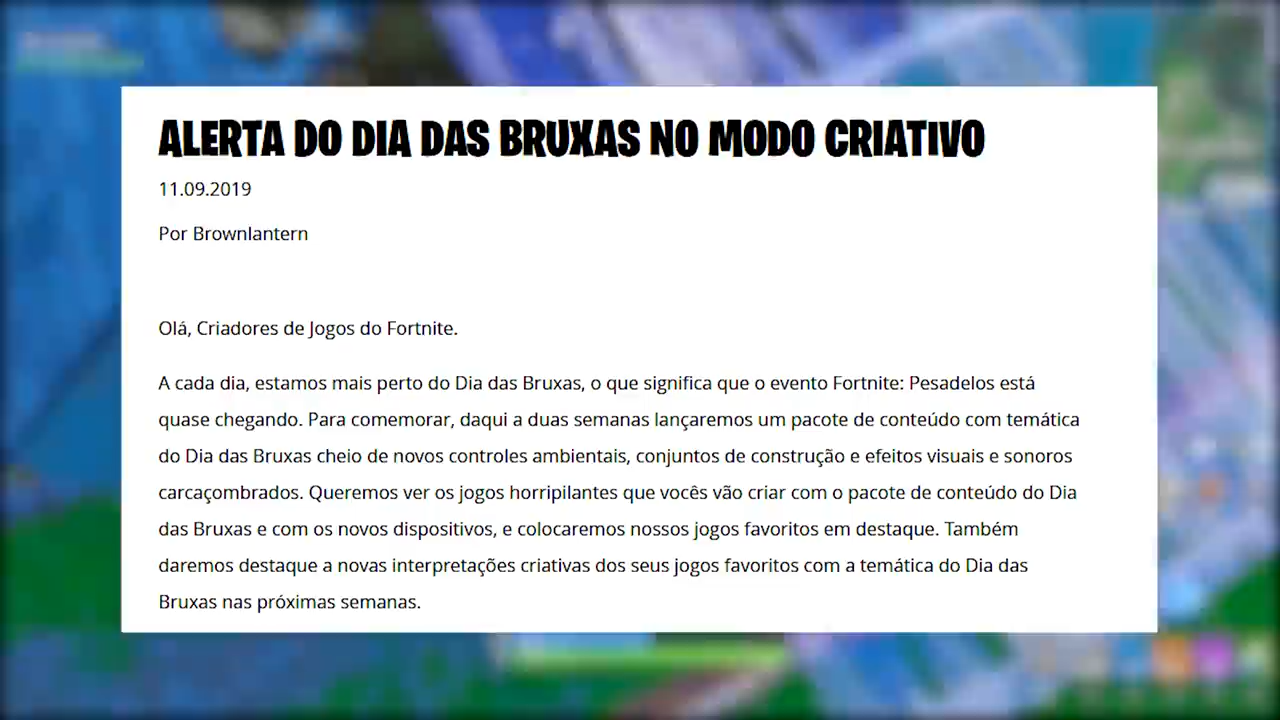 ALERTA DO DIA DAS BRUXAS NO MODO CRIATIVO
11.09.2019
Por Brownlantern
Olá, Criadores de Jogos do Fortnite.
A cada dia, estamos mais perto do Dia das Bruxas, o que significa que o evento Fortnite: Pesadelos está
quase chegando. Para comemorar, daqui a duas semanas lançaremos um pacote de conteúdo com temática
do Dia das Bruxas cheio de novos controles ambientais, conjuntos de construção e efeitos visuais e sonoros
carcaçombrados. Queremos ver os jogos horripilantes que vocês vão criar com o pacote de conteúdo do Dia
das Bruxas e com os novos dispositivos, e colocaremos nossos jogos favoritos em destaque. Também
daremos destaque a novas interpretações criativas dos seus jogos favoritos com a temática do Dia das
Bruxas nas próximas semanas.